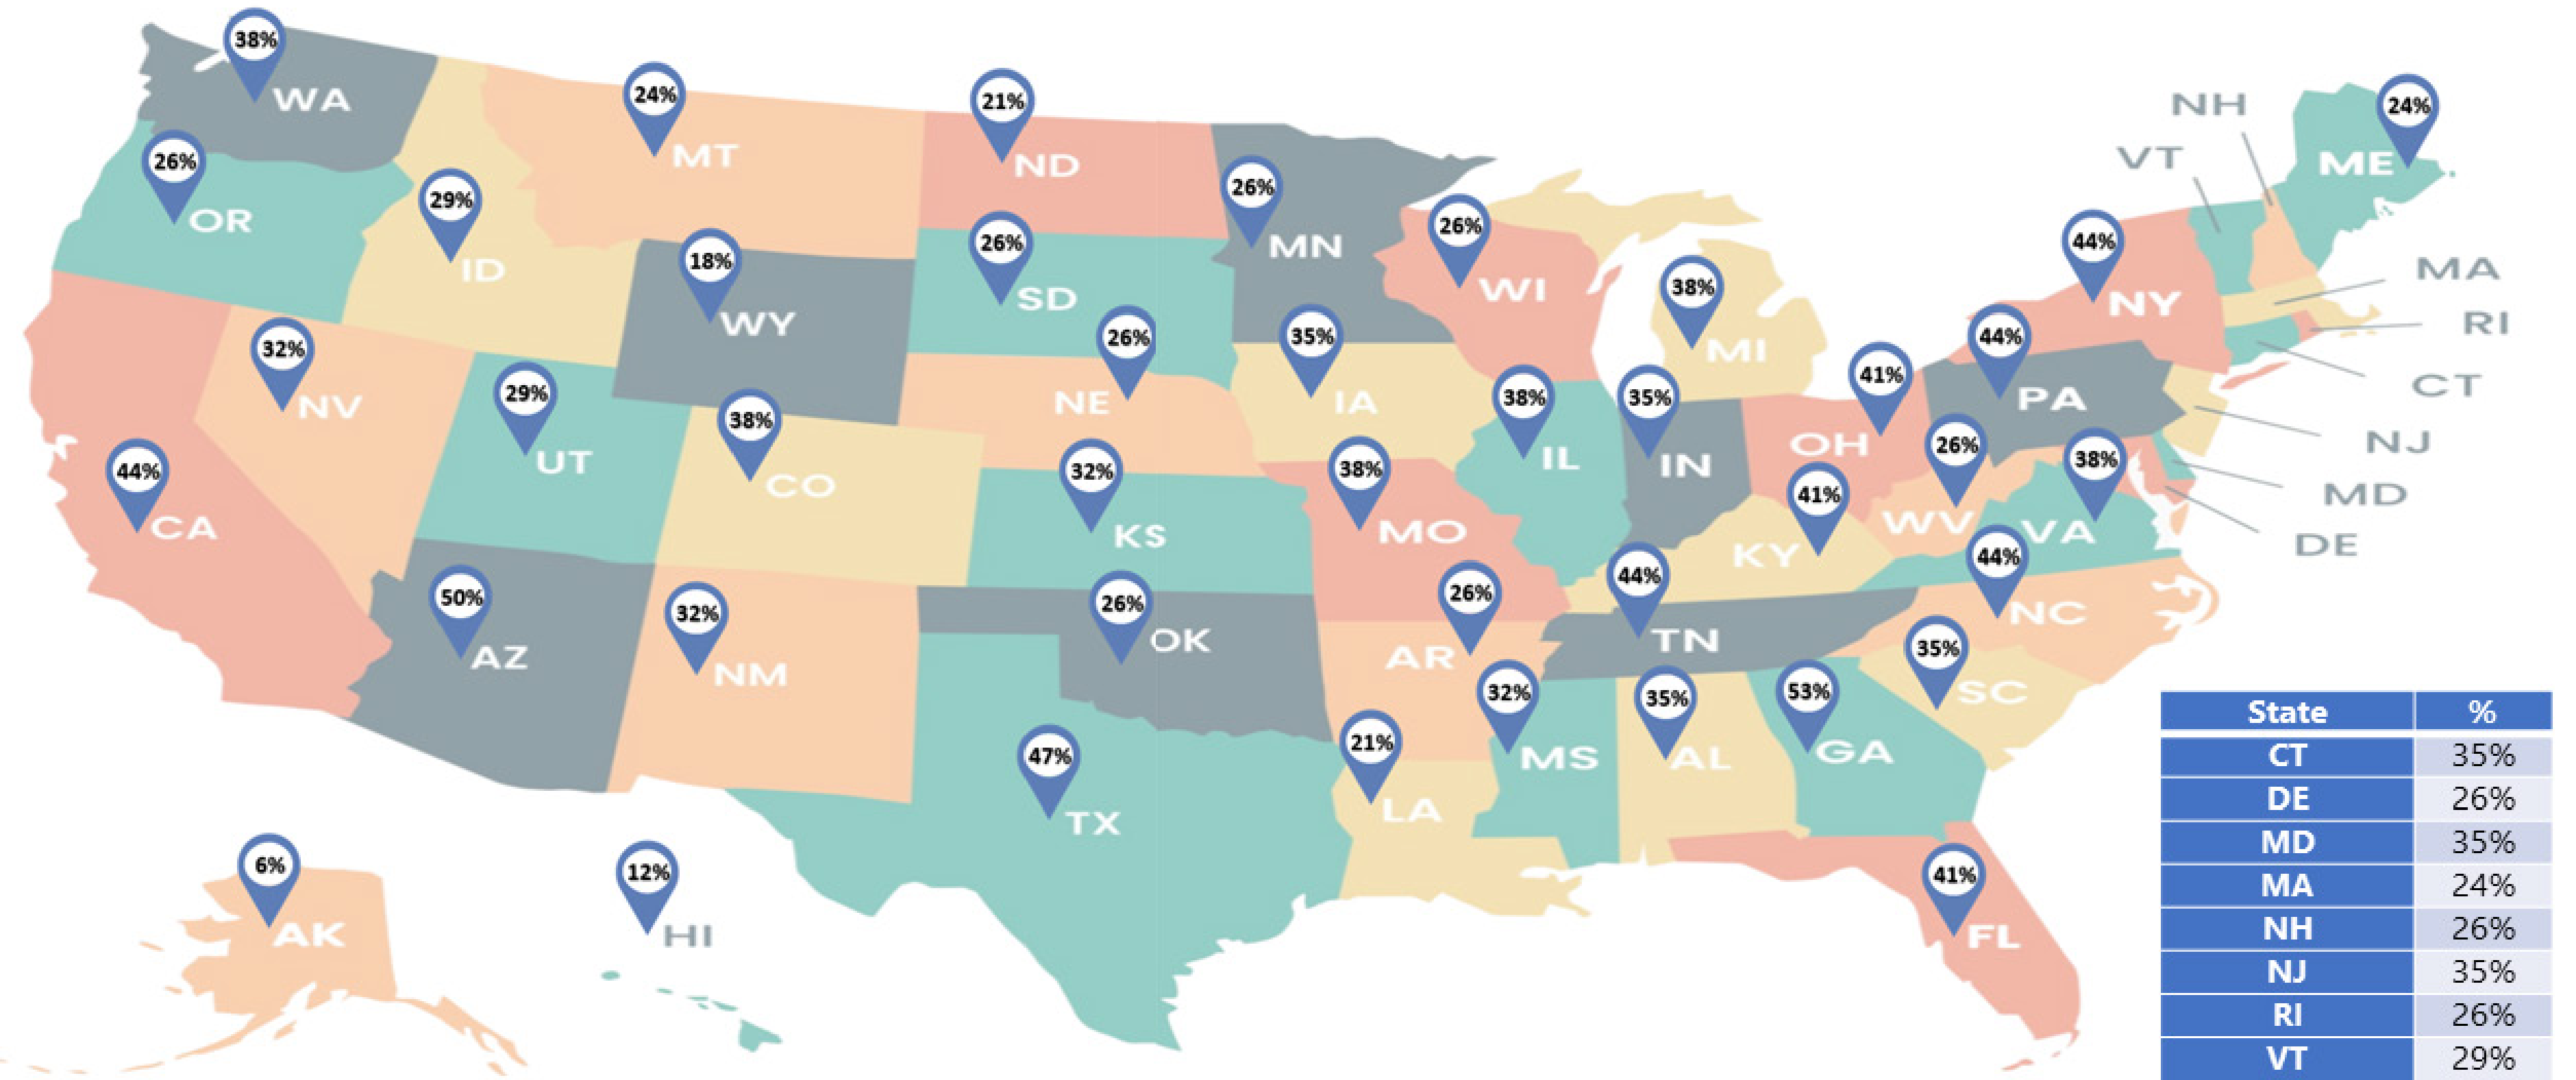 38%
WA
24%
MT
21%
ND
NH
24%
ME
VT
26%
OR
29%
ID
26%
MN
26%
WI
44%
NY
MA
18%
WY
26%
SD
38%
MI
RI
32%
NV
29%
UT
38%
CO
26%
NE
35%
IA
38%
IL
35%
IN
41%
OH
44%
PA
CT
NJ
44%
CA
32%
KS
38%
MO
41%
KY
26%
WV
38%
VA
MD
DE
50%
AZ
32%
NM
26%
OK
26%
AR
44%
TN
44%
NC
35%
SC
47%
TX
21%
LA
32%
MS
35%
AL
53%
GA
6%
AK
12%
HI
41%
FL
State %
CT 35%
DE 26%
MD 35%
MA 24%
NH 26%
NJ 35%
RI 26%
VT 29%